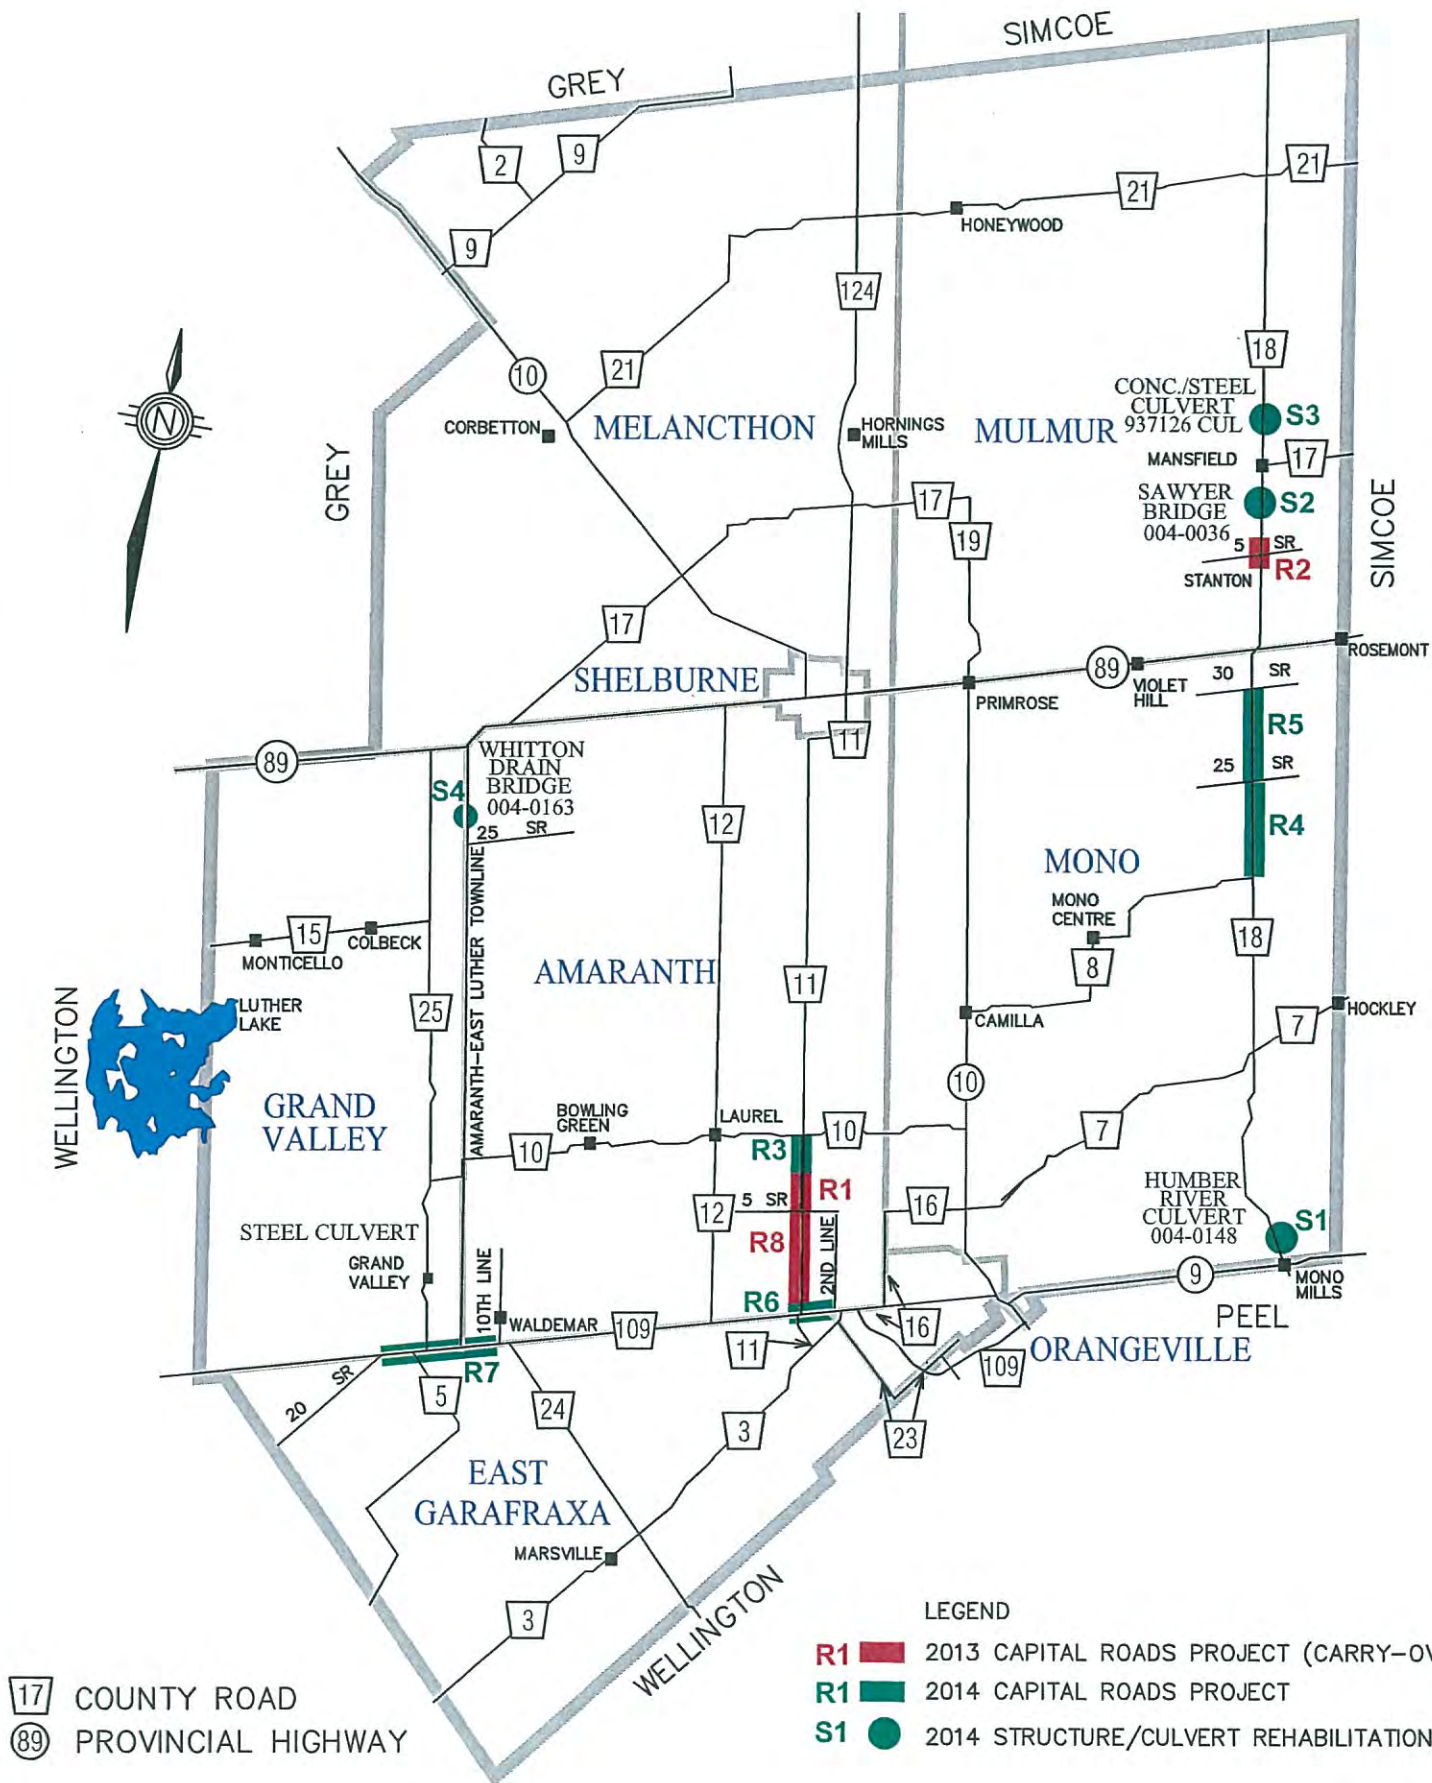 SIMCOE
GREY
2
9
9
21
21
HONEYWOOD
124
10
21
18
CORBETTON
MELANCTHON
HORNINGS
MILLS
MULMUR
CONC./STEEL
CULVERT
937126 CUL
S3
MANSFIELD
17
GREY
SAWYER
BRIDGE
004-0036
S2
SIMCOE
17
19
5 SR
R2
STANTON
17
ROSEMONT
SHELBURNE
89
VIOLET
HILL
30 SR
PRIMROSE
R5
11
89
WHITTON
DRAIN
BRIDGE
004-0163
S4
25 SR
25 SR
12
R4
MONO
MONO
CENTRE
AMARANTH-EAST LUTHER TOWNLINE
15
COLBECK
MONTICELLO
18
AMARANTH
8
11
WELLINGTON
LUTHER
LAKE
25
CAMILLA
HOCKLEY
7
10
GRAND
VALLEY
BOWLING
GREEN
LAUREL
10
10
7
R3
R1
5 SR
12
R8
2ND LINE
16
HUMBER
RIVER
CULVERT
004-0148
S1
STEEL CULVERT
GRAND
VALLEY
10TH LINE
R6
9
MONO
MILLS
WALDEMAR
109
16
PEEL
11
ORANGEVILLE
109
R7
20 SR
5
24
3
23
EAST
GARAFRAXA
MARSVILLE
3
WELLINGTON
N
LEGEND
R1 2013 CAPITAL ROADS PROJECT (CARRY-OV
R1 2014 CAPITAL ROADS PROJECT
S1 2014 STRUCTURE/CULVERT REHABILITATION
17 COUNTY ROAD
89 PROVINCIAL HIGHWAY